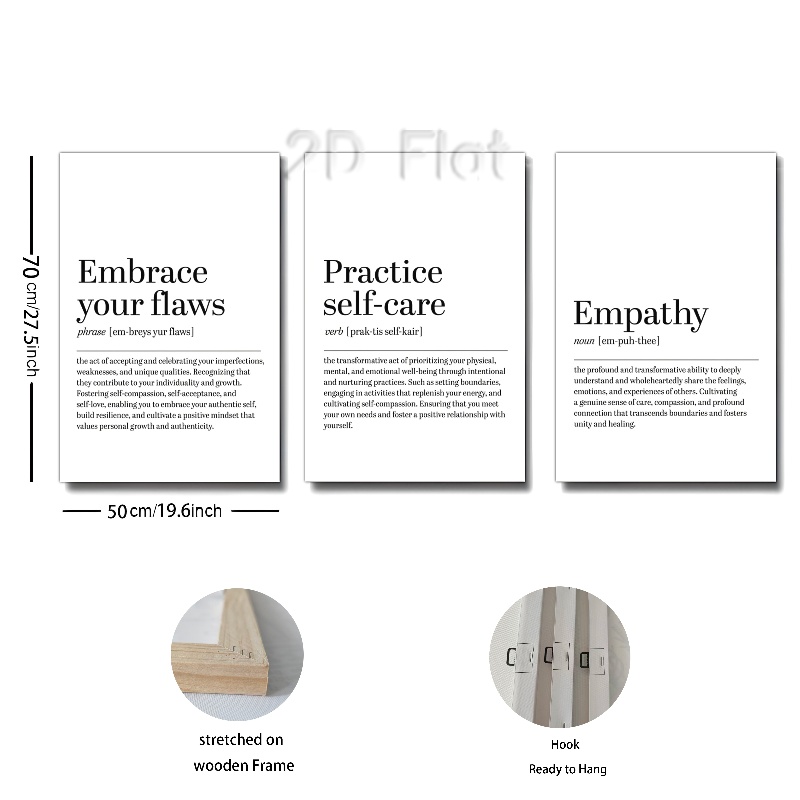 2D Flat
Embrace
your flaws
phrase [em-breys yur flaws]
the act of accepting and celebrating your imperfections,
weaknesses, and unique qualities. Recognizing that
they contribute to your individuality and growth.
Fostering self-compassion, self-acceptance, and
self-love, enabling you to embrace your authentic self,
build resilience, and cultivate a positive mindset that
values personal growth and authenticity.
Practice
self-care
verb [prak-tis self-kair]
the transformative act of prioritizing your physical,
mental, and emotional well-being through intentional
and nurturing practices. Such as setting boundaries,
engaging in activities that replenish your energy, and
cultivating self-compassion. Ensuring that you meet
your own needs and foster a positive relationship with
yourself.
Empathy
noun [em-puh-thee]
the profound and transformative ability to deeply
understand and wholeheartedly share the feelings,
emotions, and experiences of others. Cultivating
a genuine sense of care, compassion, and profound
connection that transcends boundaries and fosters
unity and healing.
70 cm/27.5inch
50cm/19.6inch
stretched on
wooden Frame
Hook
Ready to Hang